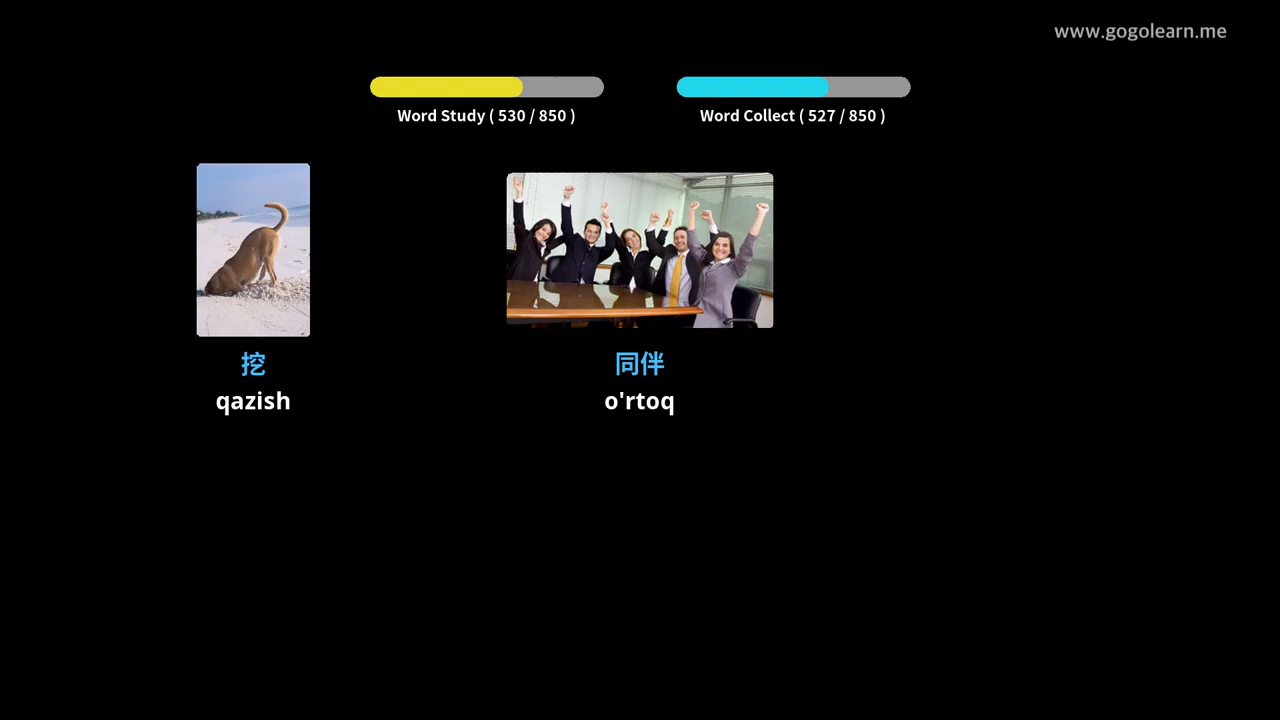 www.gogolearn.me
Word Study ( 530 / 850 )
Word Collect ( 527 / 850 )
挖
qazish
同伴
o'rtoq